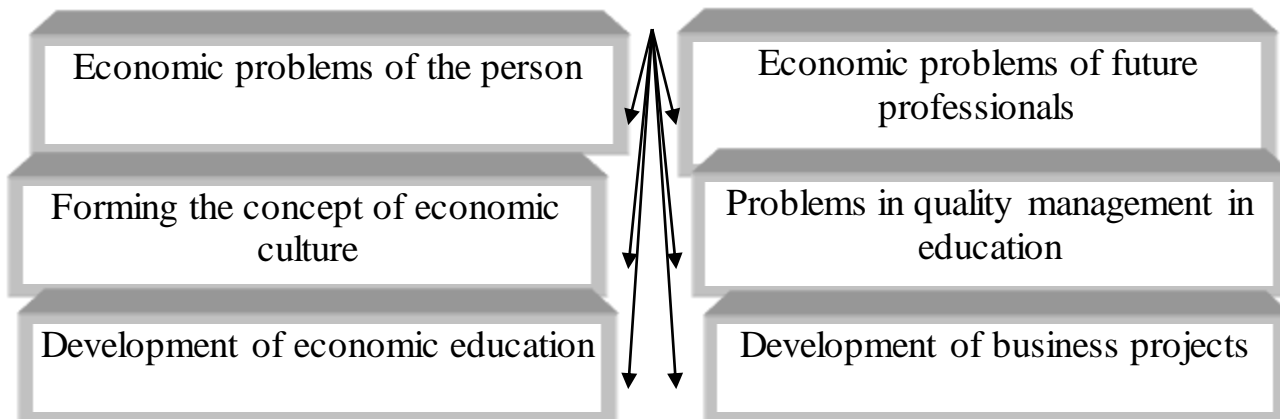 Economic problems of the person
Economic problems of future
professionals
Forming the concept of economic
culture
Problems in quality management in
education
Development of economic education
Development of business projects